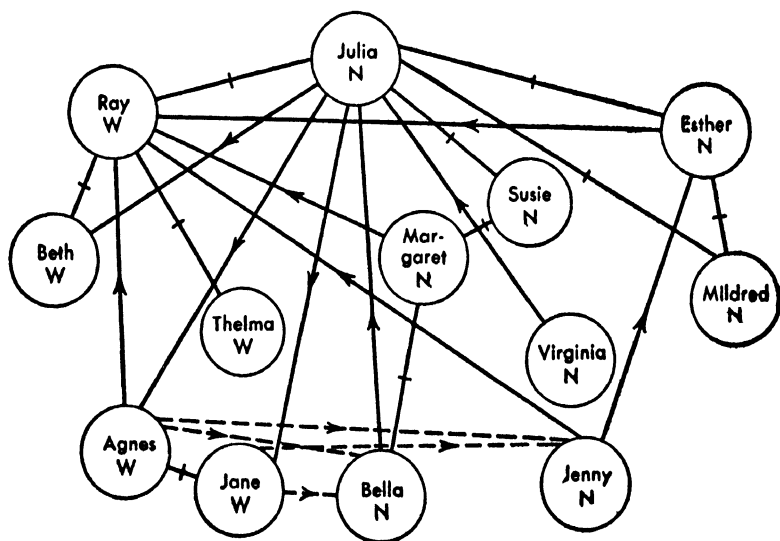 Julia
N
Ray
W
Esther
N
Susie
N
Mar-
garet
N
Beth
W
Mildred
N
Thelma
W
Virginia
N
Agnes
W
Jane
W
Bella
N
Jenny
N